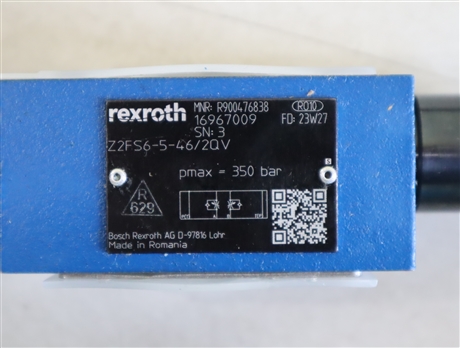 rexroth MNR: R900476838 RQ10
16967009 FD: 23W27
SN: 3
Z2FS6-5-46/2QV
pmax = 350 bar
R
629
Bosch Rexroth AG D-97816 Lohr
Made in Romania